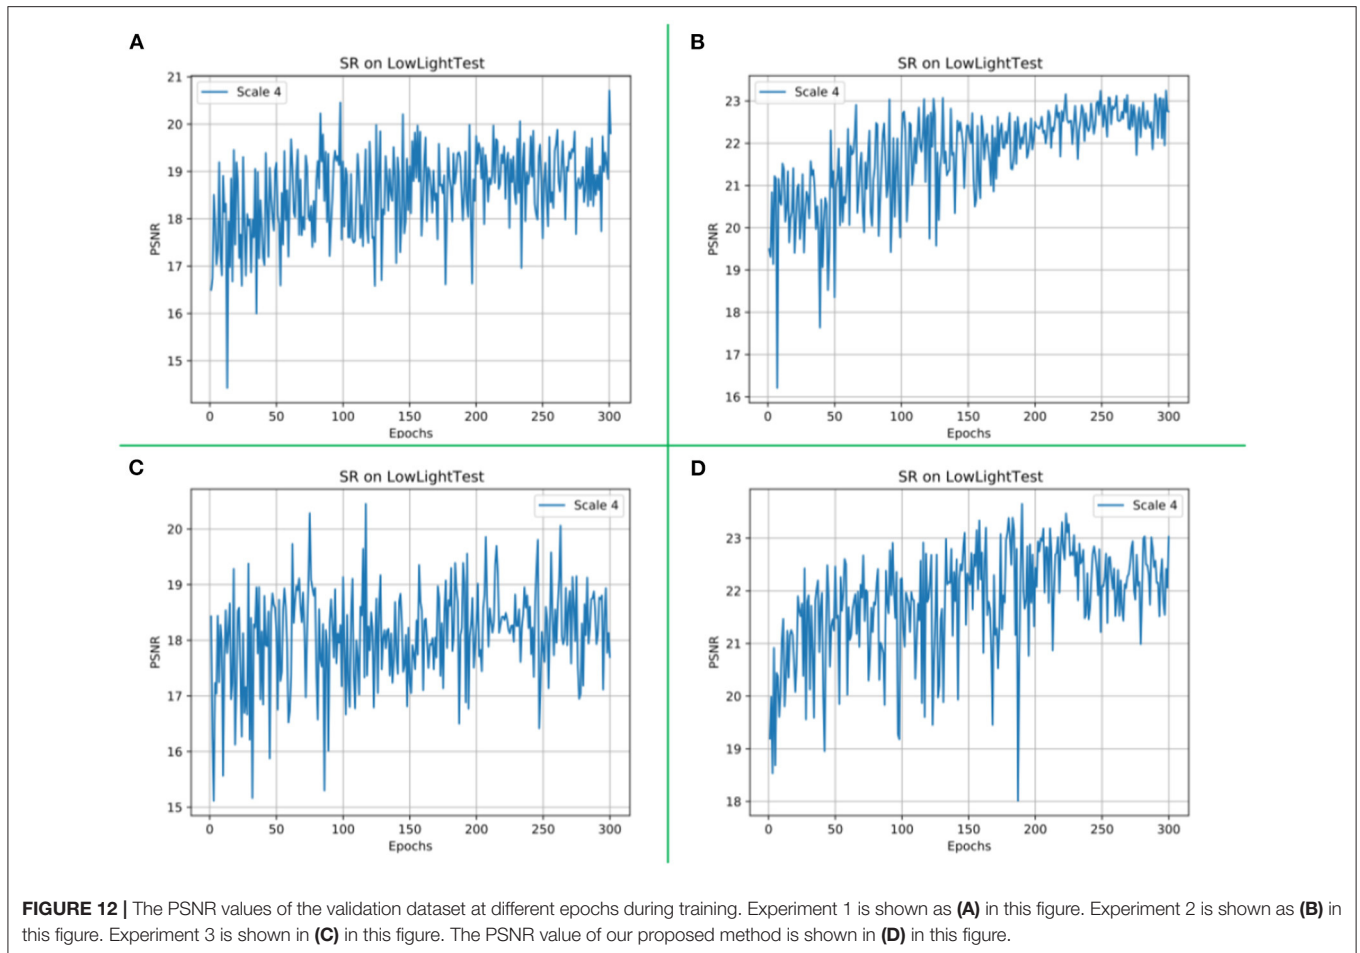 A
SR on LowLightTest
Scale 4
21
20
19
18
17
16
15
PSNR
0 50 100 150 200 250 300
Epochs
B
SR on LowLightTest
Scale 4
23
22
21
20
19
18
17
16
PSNR
0 50 100 150 200 250 300
Epochs
C
SR on LowLightTest
Scale 4
20
19
18
17
16
15
PSNR
0 50 100 150 200 250 300
Epochs
D
SR on LowLightTest
Scale 4
23
22
21
20
19
18
PSNR
0 50 100 150 200 250 300
Epochs
FIGURE 12 | The PSNR values of the validation dataset at different epochs during training. Experiment 1 is shown as (A) in this figure. Experiment 2 is shown as (B) in
this figure. Experiment 3 is shown in (C) in this figure. The PSNR value of our proposed method is shown in (D) in this figure.